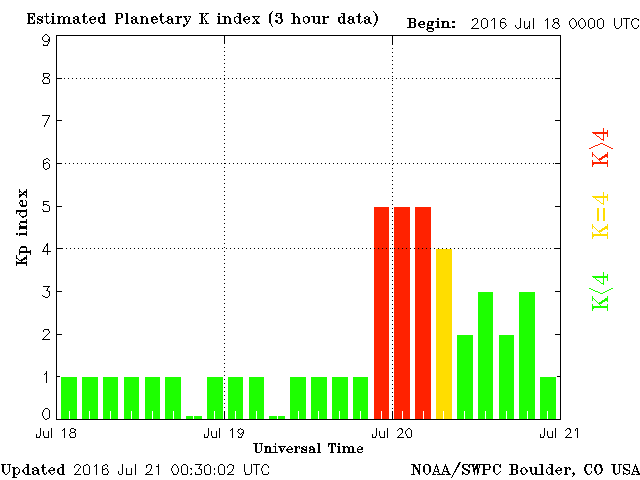 Estimated Planetary K index (3 hour data) Begin: 2016 Jul 18 0000 UTC
9
8
7
6
5
4
3
2
1
0
Kp index
K>4
K=4
K<4
Jul 18 Jul 19 Jul 20 Jul 21
Universal Time
Updated 2016 Jul 21 00:30:02 UTC NOAA/SWPC Boulder, CO USA